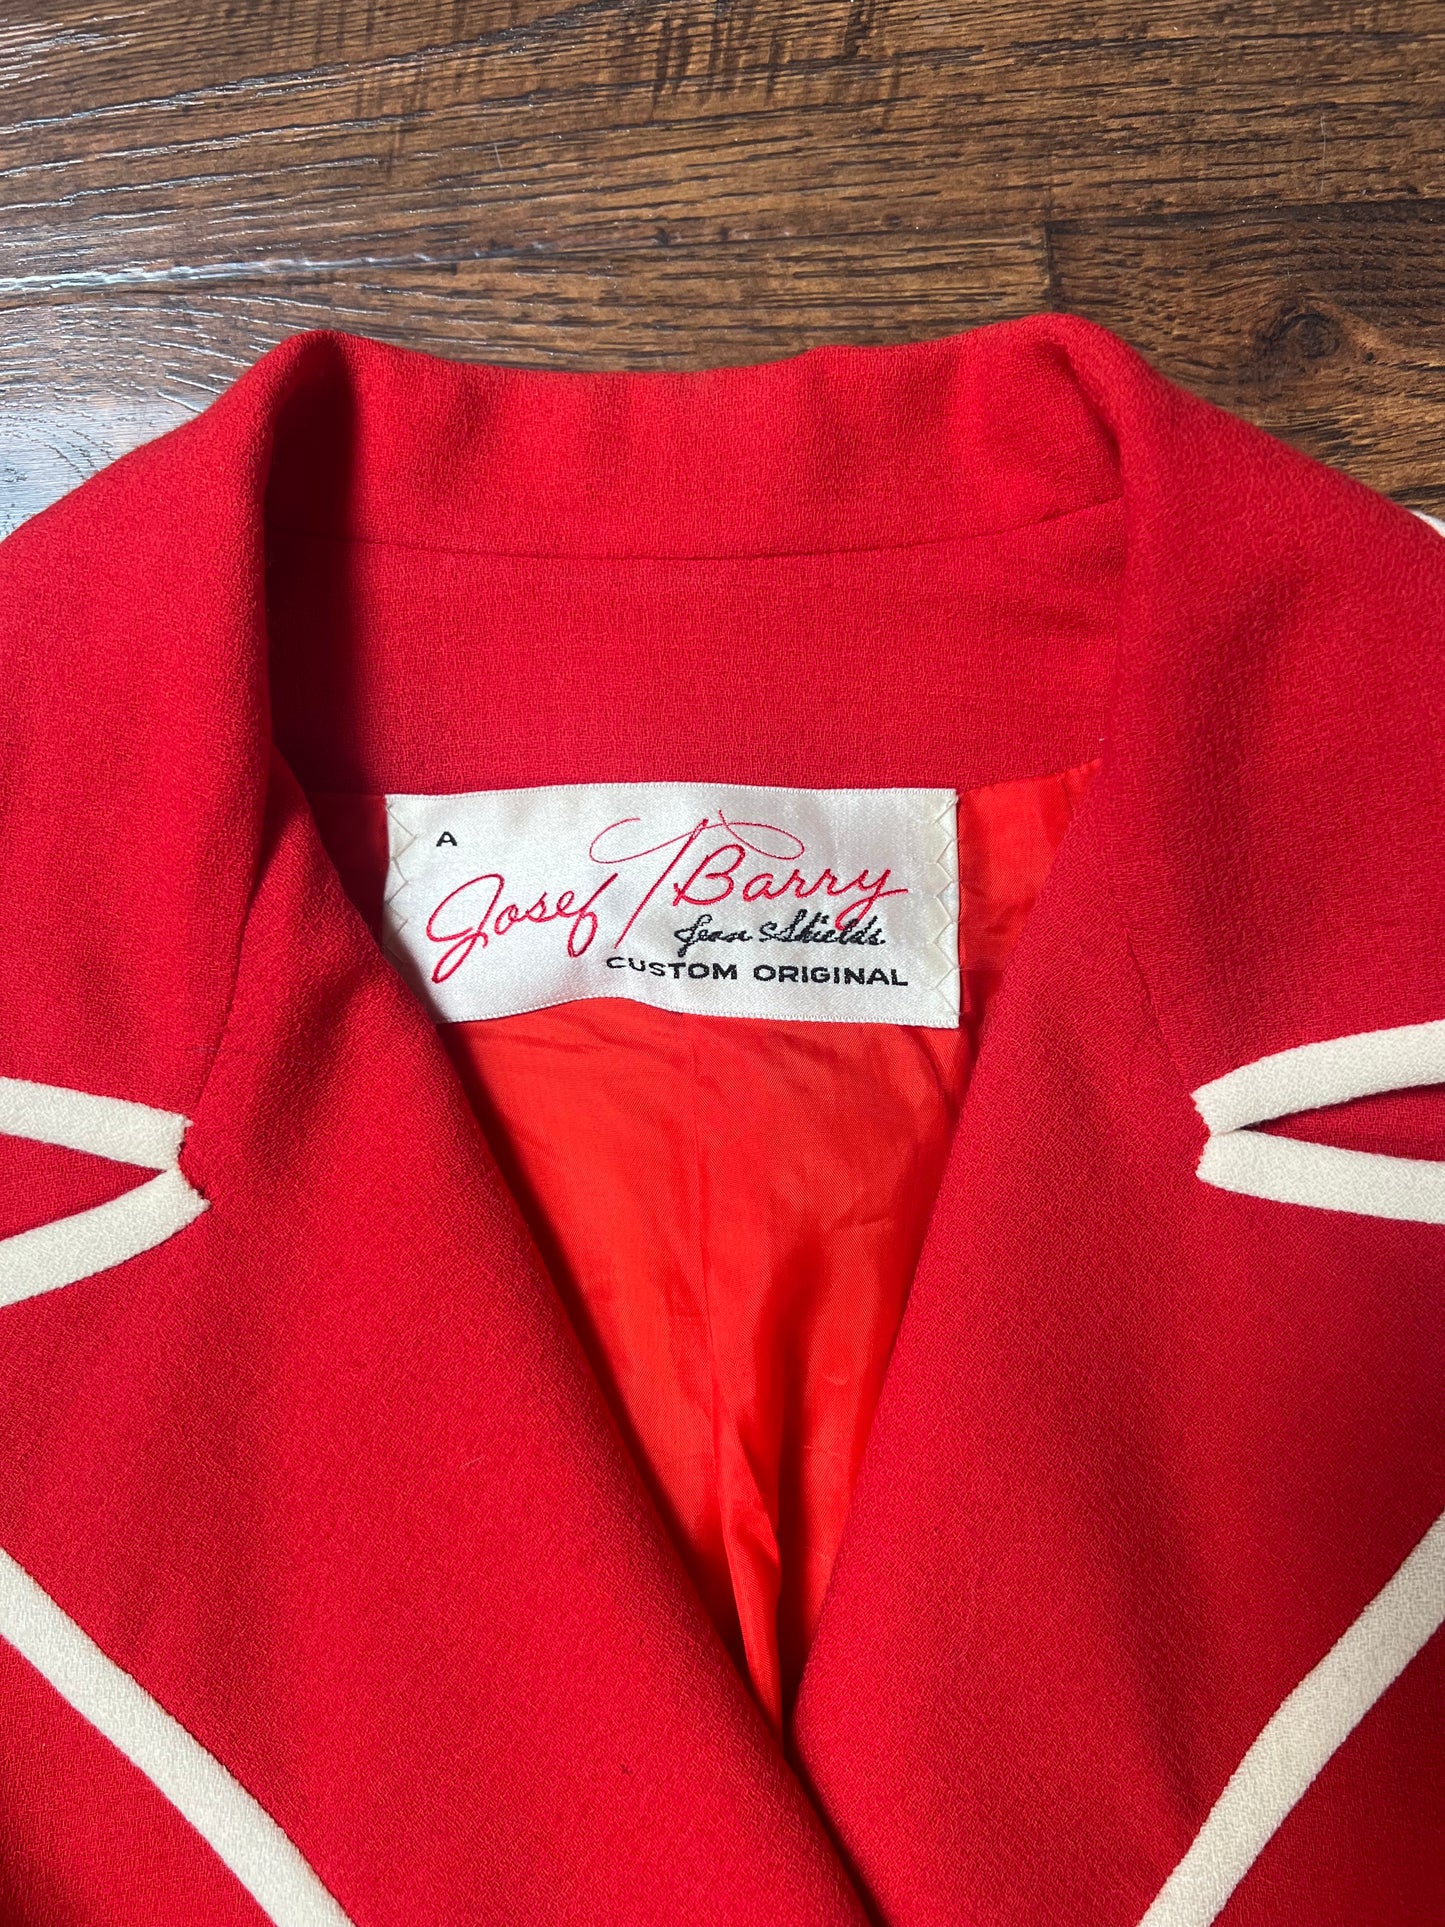 A
Josef Barry
Jean Shields
CUSTOM ORIGINAL